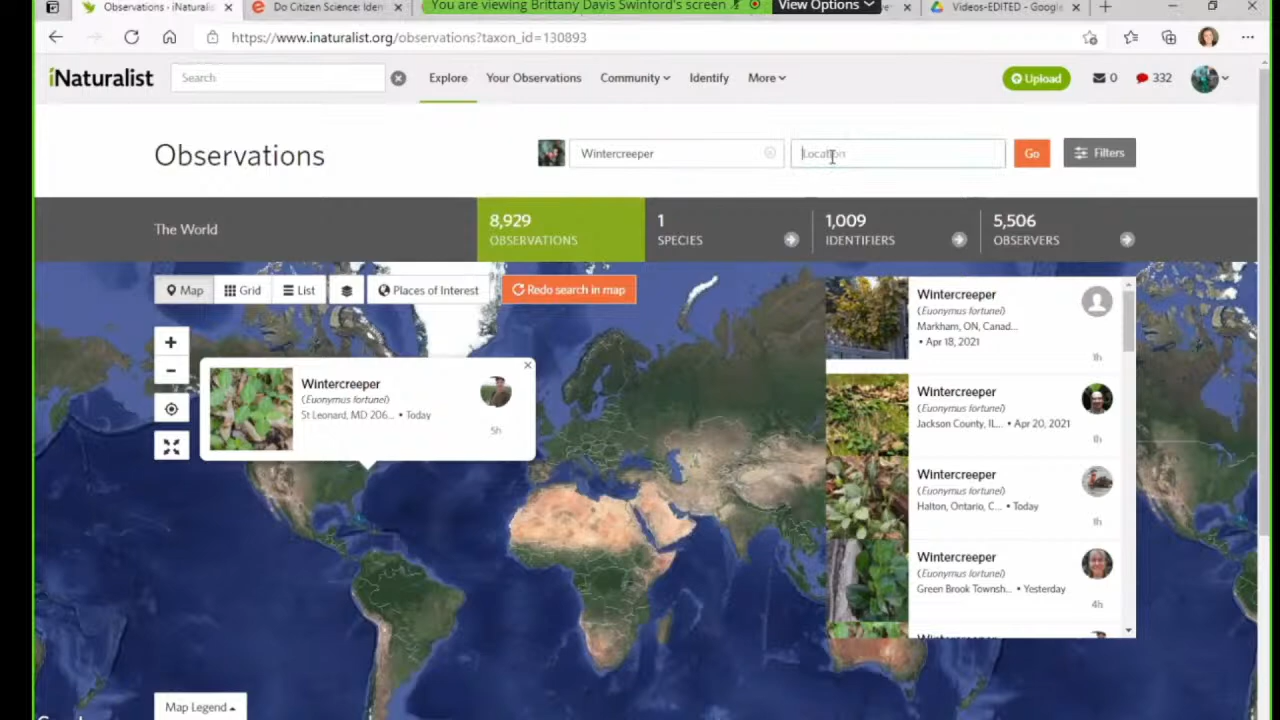 Observations · iNaturalis
Do Citizen Science: Ident
You are viewing Brittany Davis Swinford's screen
View Options
Videos-EDITED - Google
https://www.inaturalist.org/observations?taxon_id=130893
iNaturalist
Search
Explore
Your Observations
Community
Identify
More
Upload
0
332
Observations
Wintercreeper
Location
Go
Filters
The World
8,929
OBSERVATIONS
1
SPECIES
1,009
IDENTIFIERS
5,506
OBSERVERS
Map
Grid
List
Places of Interest
Redo search in map
Wintercreeper
(Euonymus fortunei)
St Leonard, MD 206... • Today
5h
Wintercreeper
(Euonymus fortunei)
Markham, ON, Canad...
• Apr 18, 2021
1h
Wintercreeper
(Euonymus fortunei)
Jackson County, IL... • Apr 20, 2021
1h
Wintercreeper
(Euonymus fortunei)
Halton, Ontario, C... • Today
1h
Wintercreeper
(Euonymus fortunei)
Green Brook Townsh... • Yesterday
4h
Map Legend